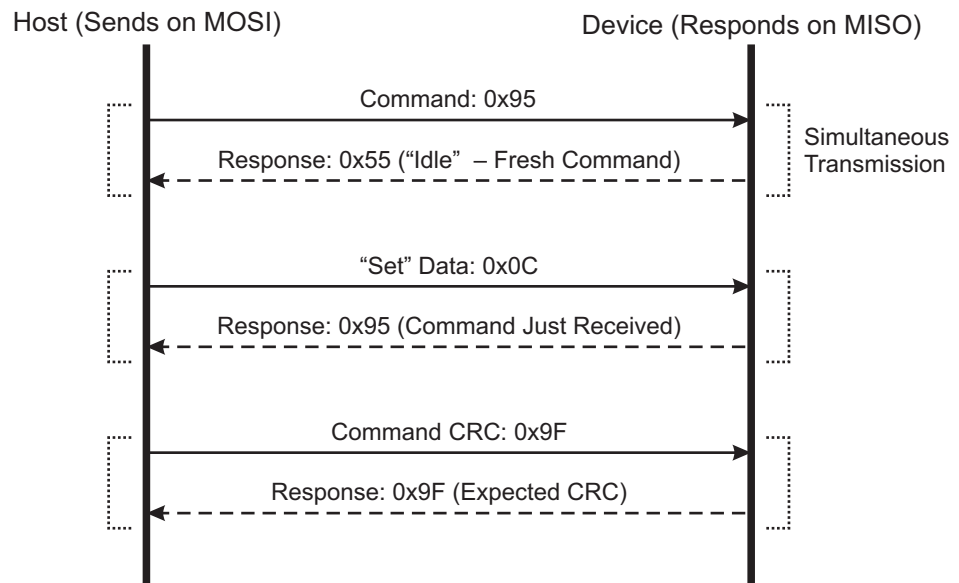 Host (Sends on MOSI)
Device (Responds on MISO)
Command: 0x95
Response: 0x55 (“Idle” – Fresh Command)
Simultaneous
Transmission
“Set” Data: 0x0C
Response: 0x95 (Command Just Received)
Command CRC: 0x9F
Response: 0x9F (Expected CRC)